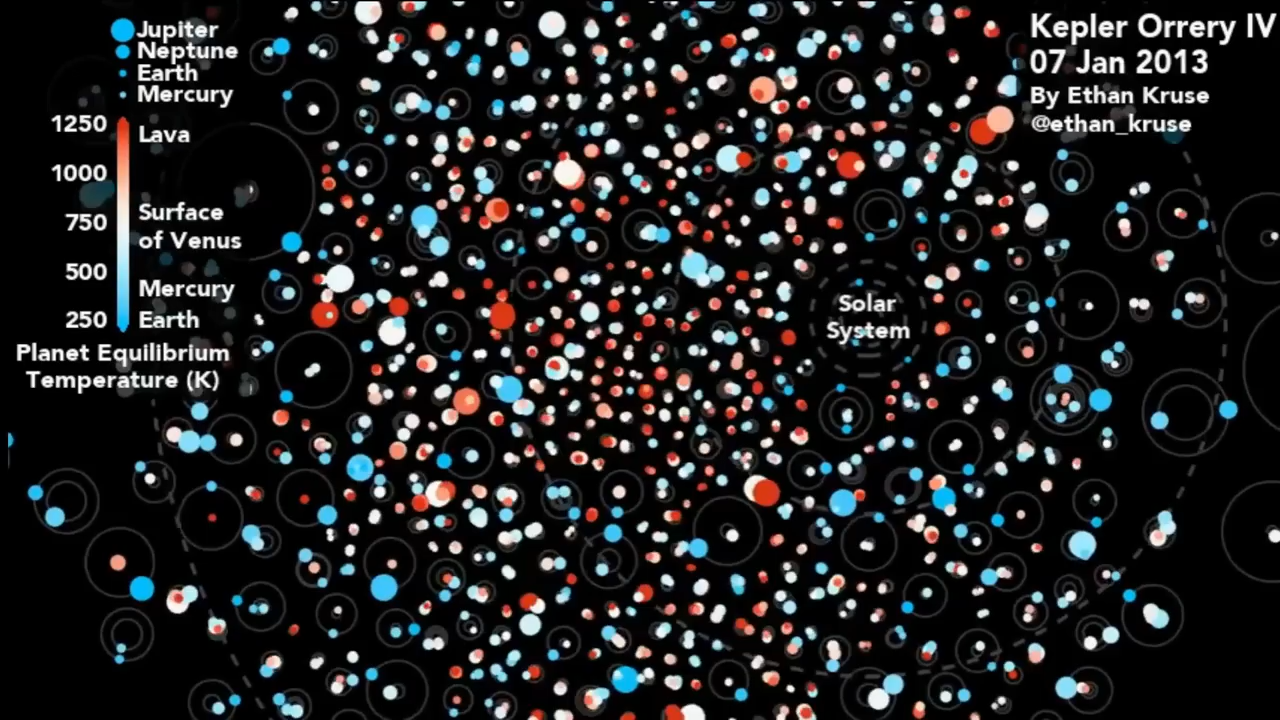 Jupiter
Neptune
Earth
Mercury
1250
Lava
1000
750
Surface
of Venus
500
Mercury
250
Earth
Planet Equilibrium
Temperature (K)
Kepler Orrery IV
07 Jan 2013
By Ethan Kruse
@ethan_kruse
Solar
System